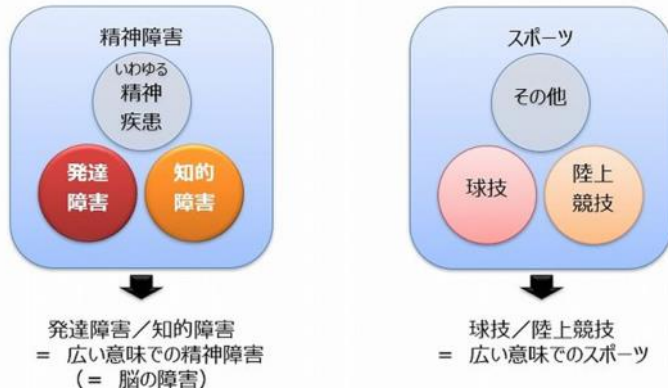 精神障害
いわゆる
精神
疾患
発達
障害
知的
障害
発達障害／知的障害
＝ 広い意味での精神障害
（＝ 脳の障害）
スポーツ
その他
球技
陸上
競技
球技／陸上競技
＝ 広い意味でのスポーツ